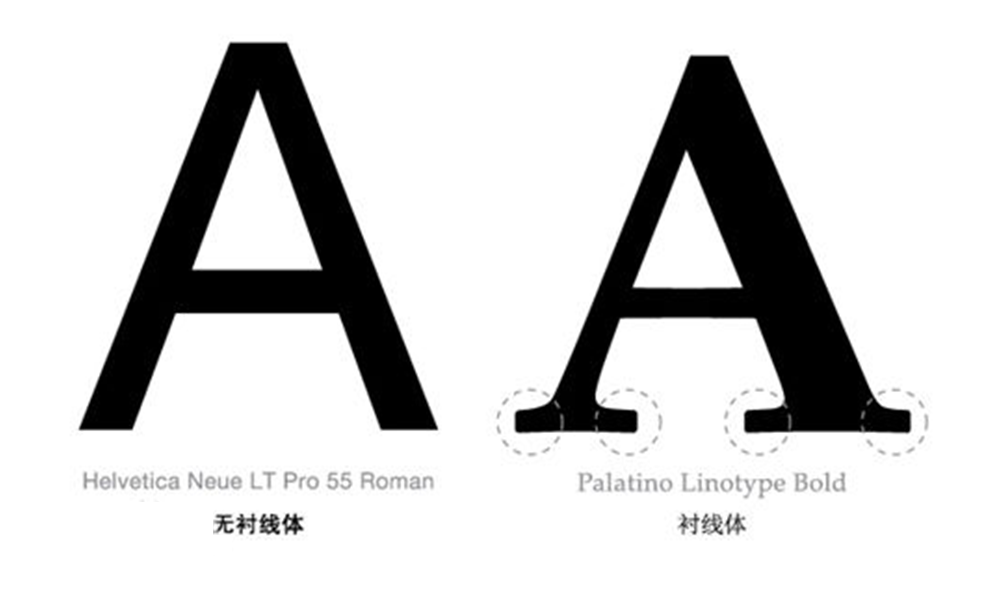 A A
Helvetica Neue LT Pro 55 Roman
Palatino Linotype Bold
无衬线体
衬线体